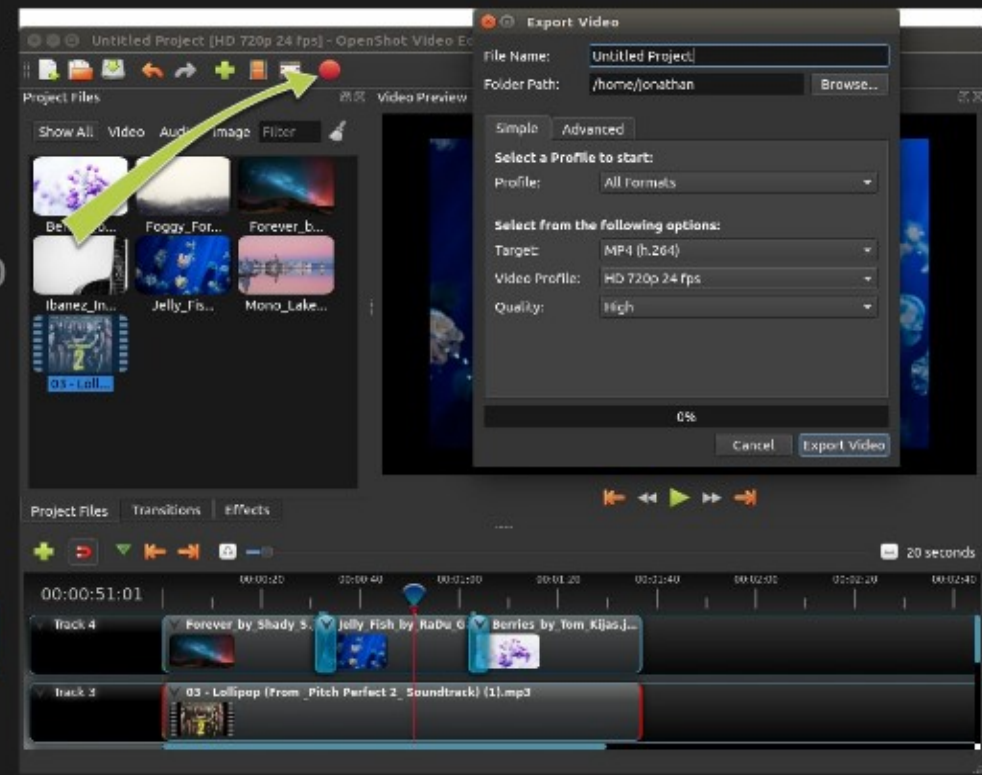 Untitled Project [HD 720p 24 fps] - OpenShot Video Ed
Project Files
Show All Video Audio Image Filter
Foggy_For... Forever_b...
Ibanez_In... Jelly_Fis... Mono_Lake...
03 - Loll...
Video Preview
Export Video
File Name: Untitled Project
Folder Path: /home/jonathan Browse...
Simple Advanced
Select a Profile to start:
Profile: All Formats
Select from the following options:
Target: MP4 (h.264)
Video Profile: HD 720p 24 fps
Quality: High
0%
Cancel Export Video
Project Files Transitions Effects
20 seconds
00:00:51:01
00:00:20 00:00:40 00:01:00 00:01:20 00:01:40 00:02:00 00:02:20 00:02:40
Track 4 Forever_by_Shady_S. Jelly_Fish_by_RaDu_G Berries_by_Tom_Kijas.j...
Track 3 03 - Lollipop (From _Pitch Perfect 2_ Soundtrack) (1).mp3
2